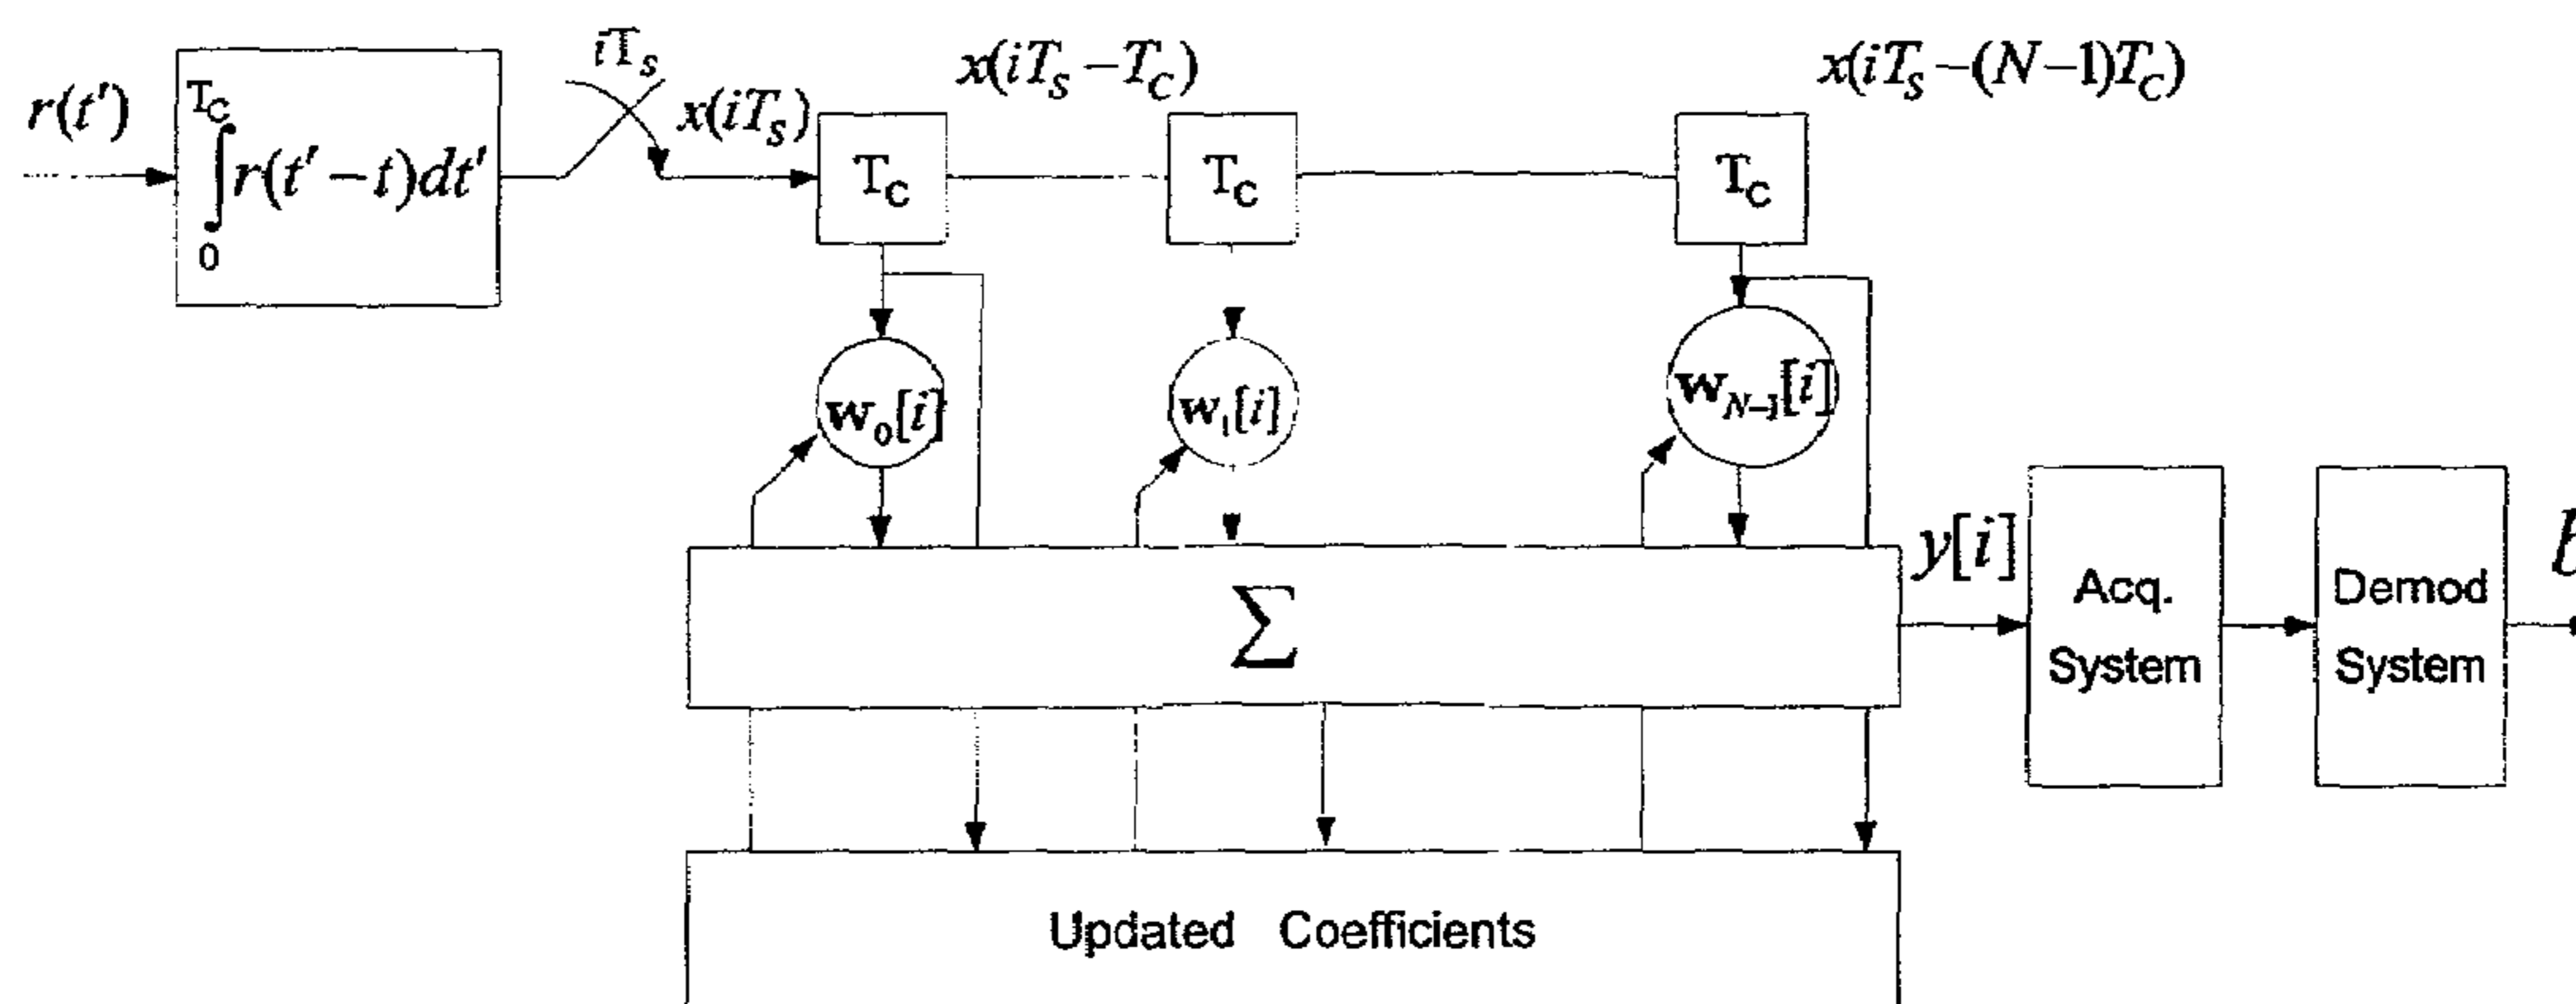 r(t')
T_C
∫ r(t'−t)dt'
0
iT_S
x(iT_S)
x(iT_S−T_C)
x(iT_S−(N−1)T_C)
T_C
T_C
T_C
w_0[i]
w_1[i]
w_{N−1}[i]
Σ
y[i]
Acq.
System
Demod
System
Updated Coefficients